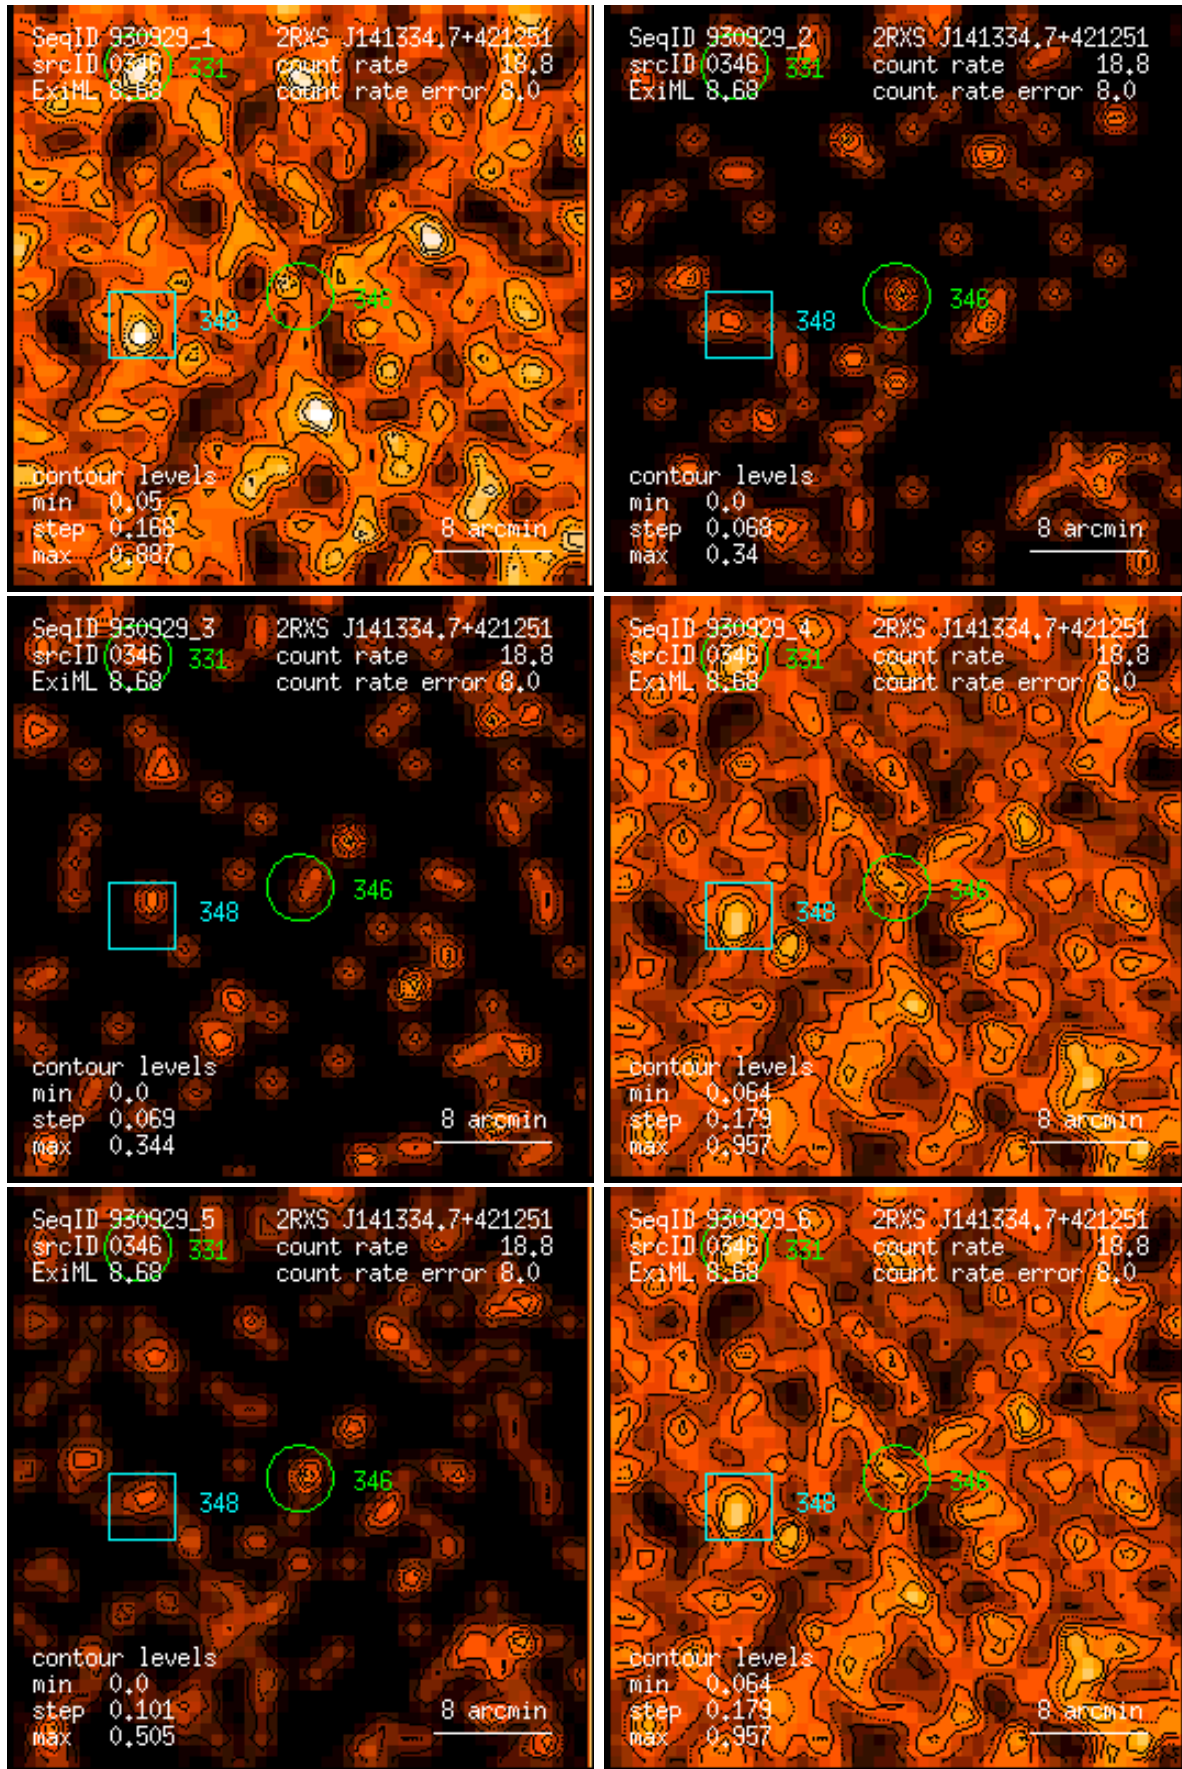 SeqID 930929_1 2RXS J141334.7+421251
srcID 0346 331 count rate 18.8
ExiML 8.68 count rate error 8.0
346
348
contour levels
min 0.05
step 0.168 8 arcmin
max 0.887
SeqID 930929_2 2RXS J141334.7+421251
srcID 0346 331 count rate 18.8
ExiML 8.68 count rate error 8.0
346
348
contour levels
min 0.0
step 0.068 8 arcmin
max 0.34
SeqID 930929_3 2RXS J141334.7+421251
srcID 0346 331 count rate 18.8
ExiML 8.68 count rate error 8.0
346
348
contour levels
min 0.0
step 0.069 8 arcmin
max 0.344
SeqID 930929_4 2RXS J141334.7+421251
srcID 0346 331 count rate 18.8
ExiML 8.68 count rate error 8.0
346
348
contour levels
min 0.064
step 0.179 8 arcmin
max 0.957
SeqID 930929_5 2RXS J141334.7+421251
srcID 0346 331 count rate 18.8
ExiML 8.68 count rate error 8.0
346
348
contour levels
min 0.0
step 0.101 8 arcmin
max 0.505
SeqID 930929_6 2RXS J141334.7+421251
srcID 0346 331 count rate 18.8
ExiML 8.68 count rate error 8.0
346
348
contour levels
min 0.064
step 0.179 8 arcmin
max 0.957